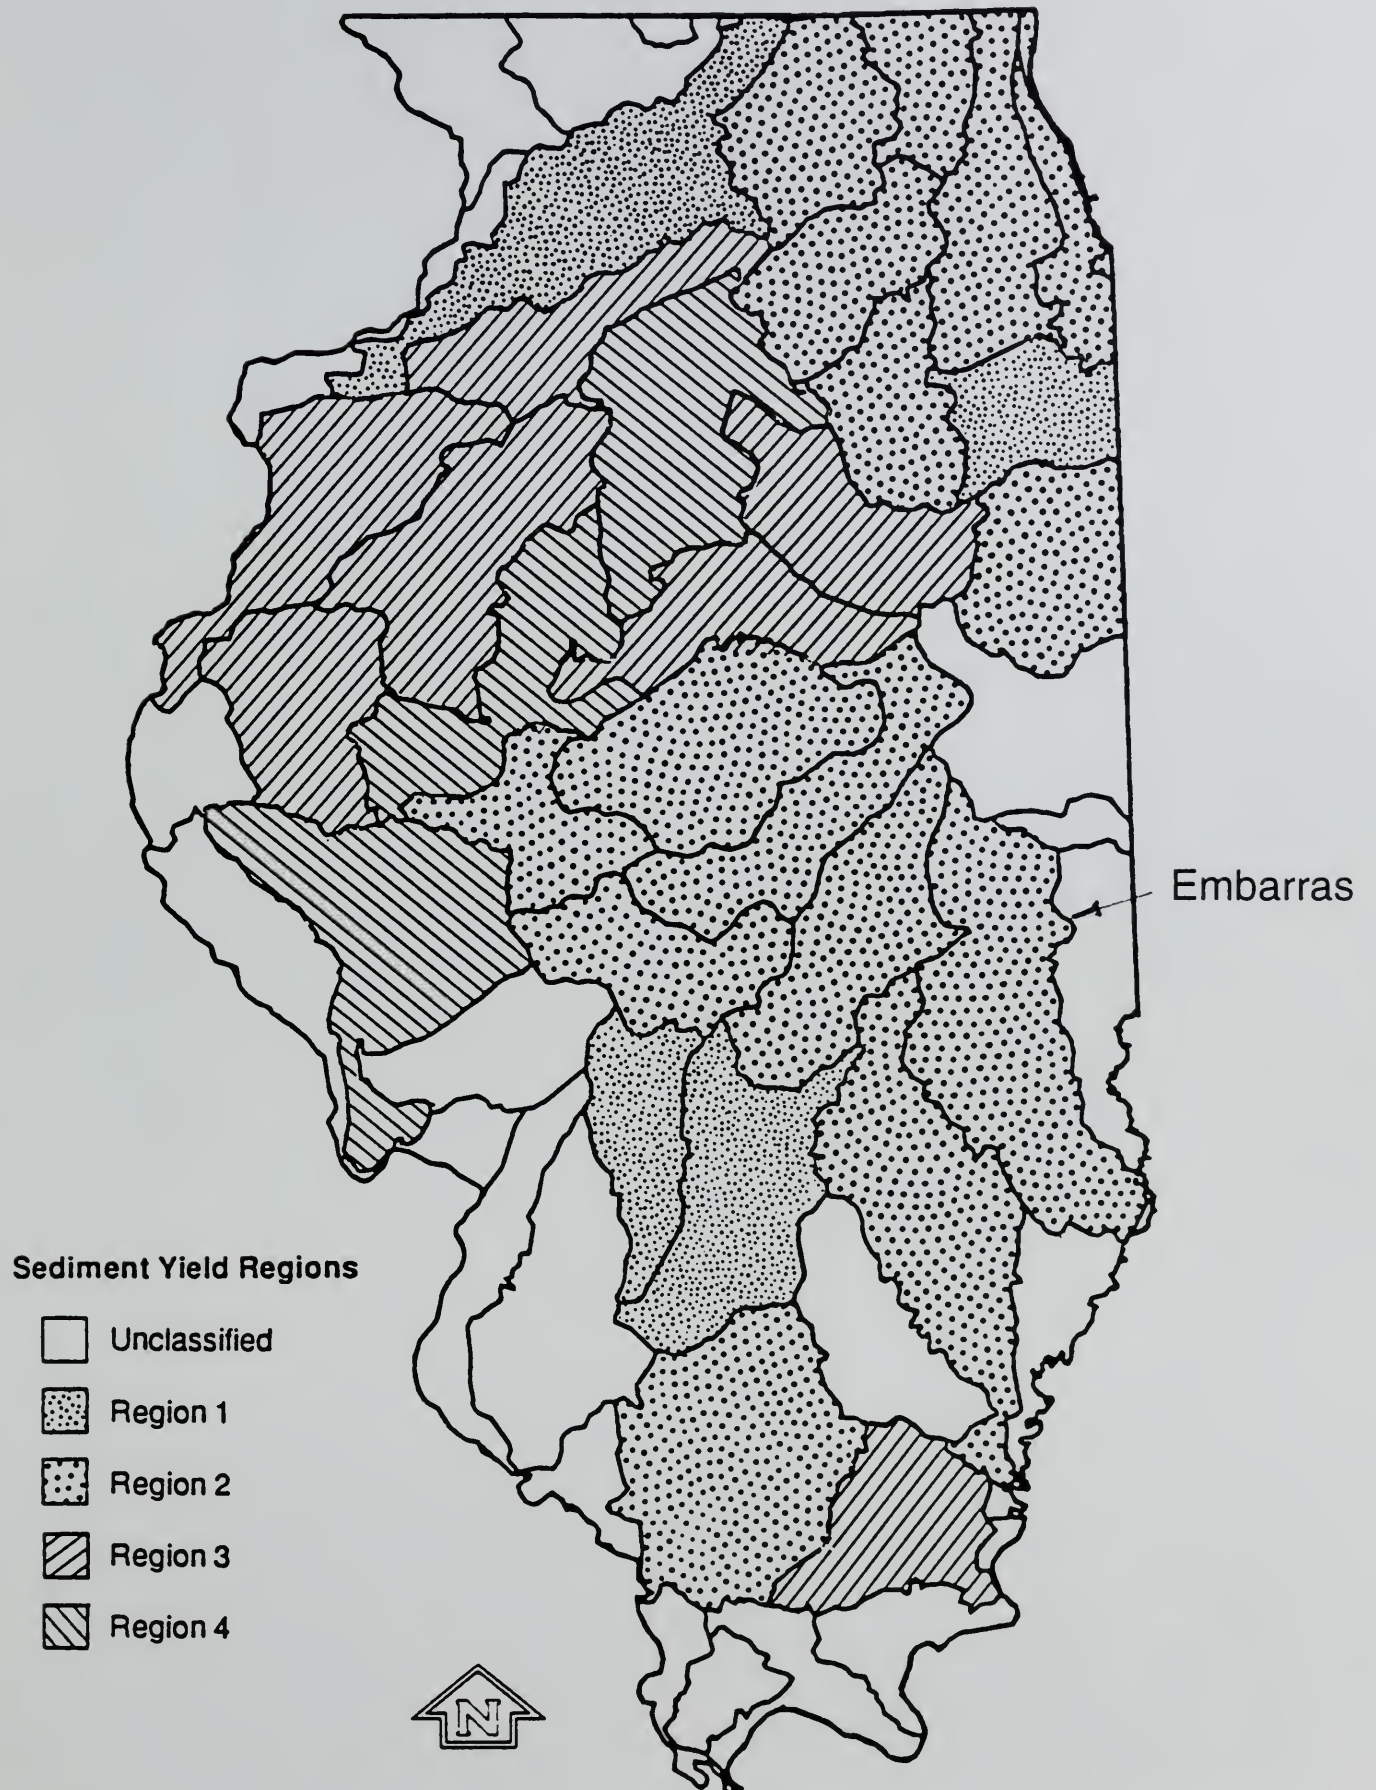 Embarras
Sediment Yield Regions
Unclassified
Region 1
Region 2
Region 3
Region 4
N